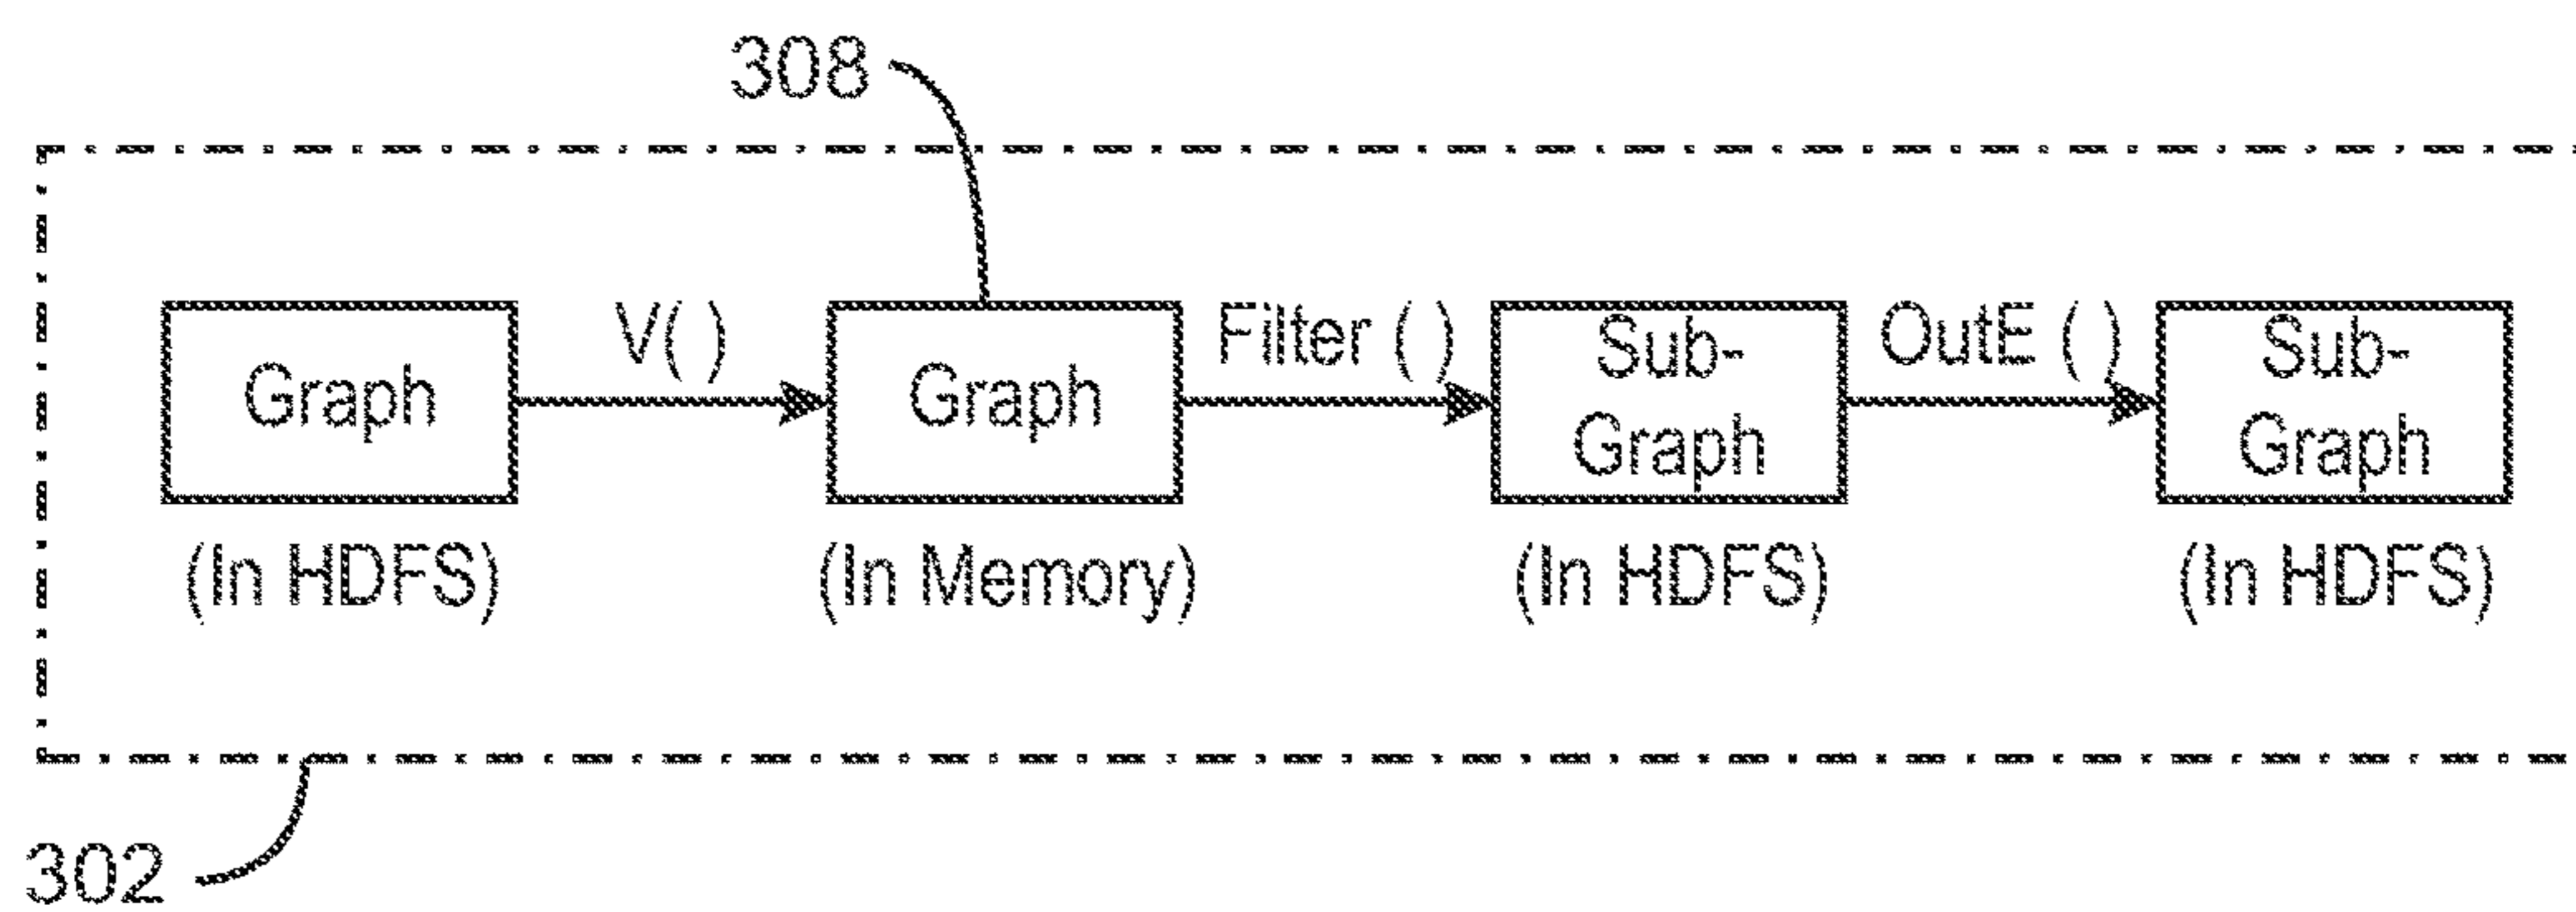 308
V( )
Filter ( )
OutE ( )
Graph
Graph
Sub-
Graph
Sub-
Graph
(In HDFS)
(In Memory)
(In HDFS)
(In HDFS)
302